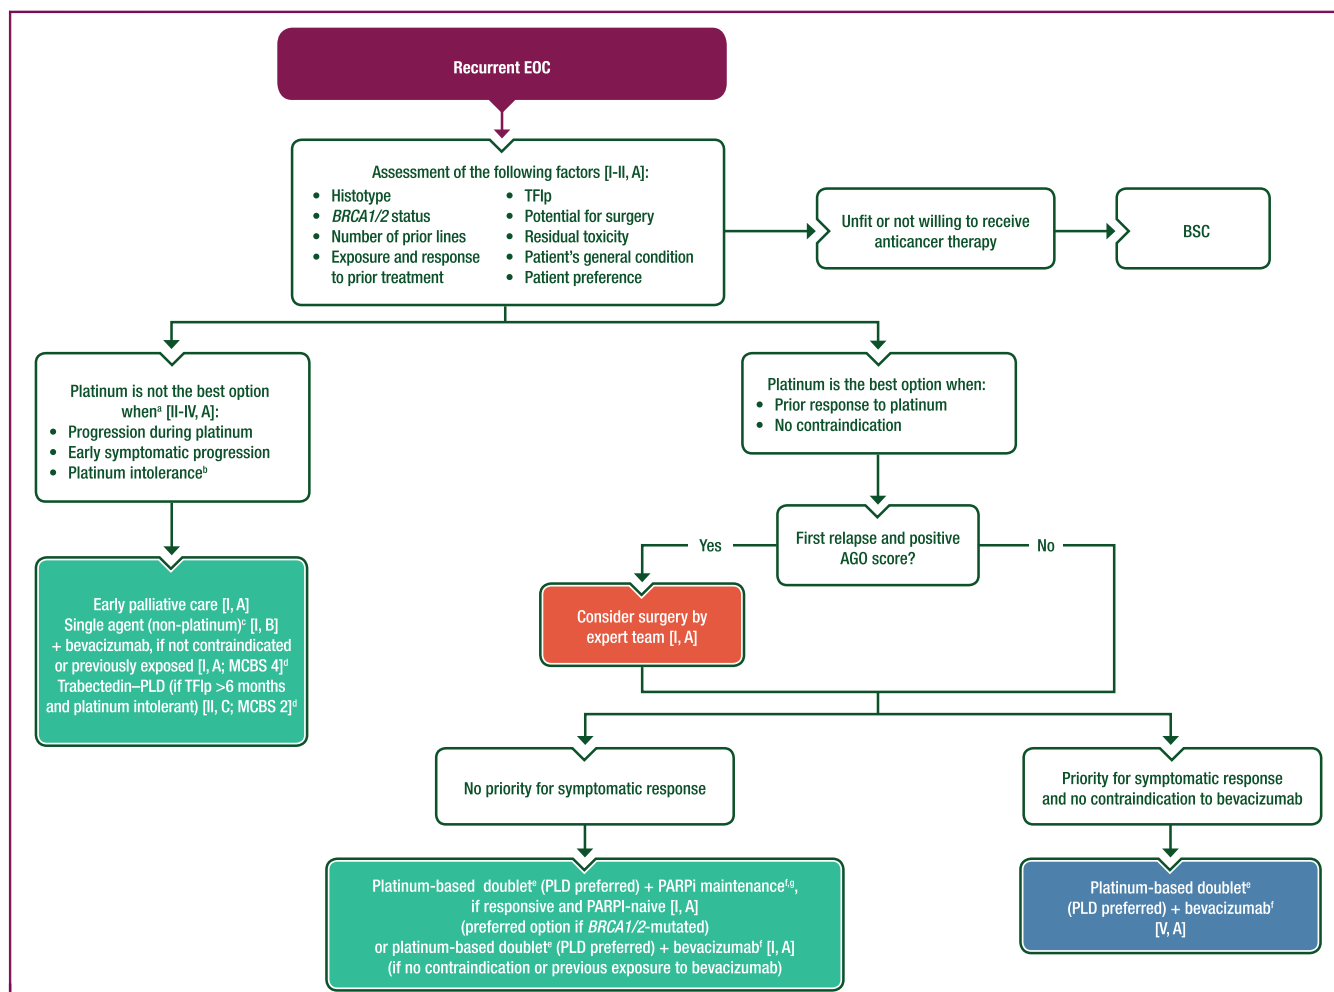 Recurrent EOC
Assessment of the following factors [I-II, A]:
• Histotype
• BRCA1/2 status
• Number of prior lines
• Exposure and response
to prior treatment
• TFIp
• Potential for surgery
• Residual toxicity
• Patient's general condition
• Patient preference
Unfit or not willing to receive
anticancer therapy
BSC
Platinum is not the best option
whenᵃ [II-IV, A]:
• Progression during platinum
• Early symptomatic progression
• Platinum intoleranceᵇ
Platinum is the best option when:
• Prior response to platinum
• No contraindication
First relapse and positive
AGO score?
Yes
No
Early palliative care [I, A]
Single agent (non-platinum)ᶜ [I, B]
+ bevacizumab, if not contraindicated
or previously exposed [I, A; MCBS 4]ᵈ
Trabectedin–PLD (if TFIp >6 months
and platinum intolerant) [II, C; MCBS 2]ᵈ
Consider surgery by
expert team [I, A]
No priority for symptomatic response
Priority for symptomatic response
and no contraindication to bevacizumab
Platinum-based doubletᵉ (PLD preferred) + PARPi maintenanceᶠ,ᵍ,
if responsive and PARPI-naive [I, A]
(preferred option if BRCA1/2-mutated)
or platinum-based doubletᵉ (PLD preferred) + bevacizumabᶠ [I, A]
(if no contraindication or previous exposure to bevacizumab)
Platinum-based doubletᵉ
(PLD preferred) + bevacizumabᶠ
[V, A]